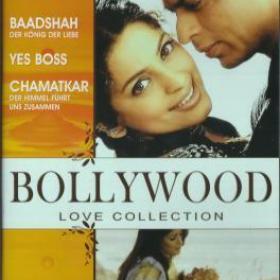 BAADSHAH
DER KÖNIG DER LIEBE
YES BOSS
CHAMATKAR
DER HIMMEL FÜHRT
UNS ZUSAMMEN
BOLLYWOOD
LOVE COLLECTION